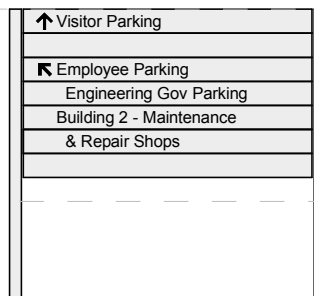 ↑ Visitor Parking
↖ Employee Parking
Engineering Gov Parking
Building 2 - Maintenance
& Repair Shops